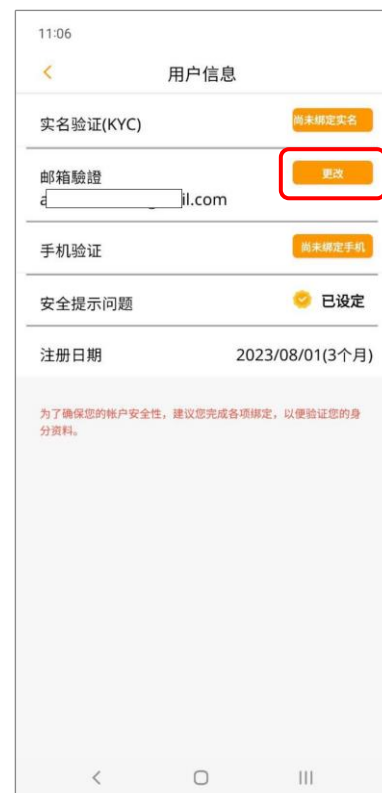 11:06
用户信息
实名验证(KYC)
尚未绑定实名
邮箱驗證
更改
a
il.com
手机验证
尚未绑定手机
安全提示问题
已设定
注册日期
2023/08/01(3个月)
为了确保您的帐户安全性，建议您完成各项绑定，以便验证您的身
分资料。